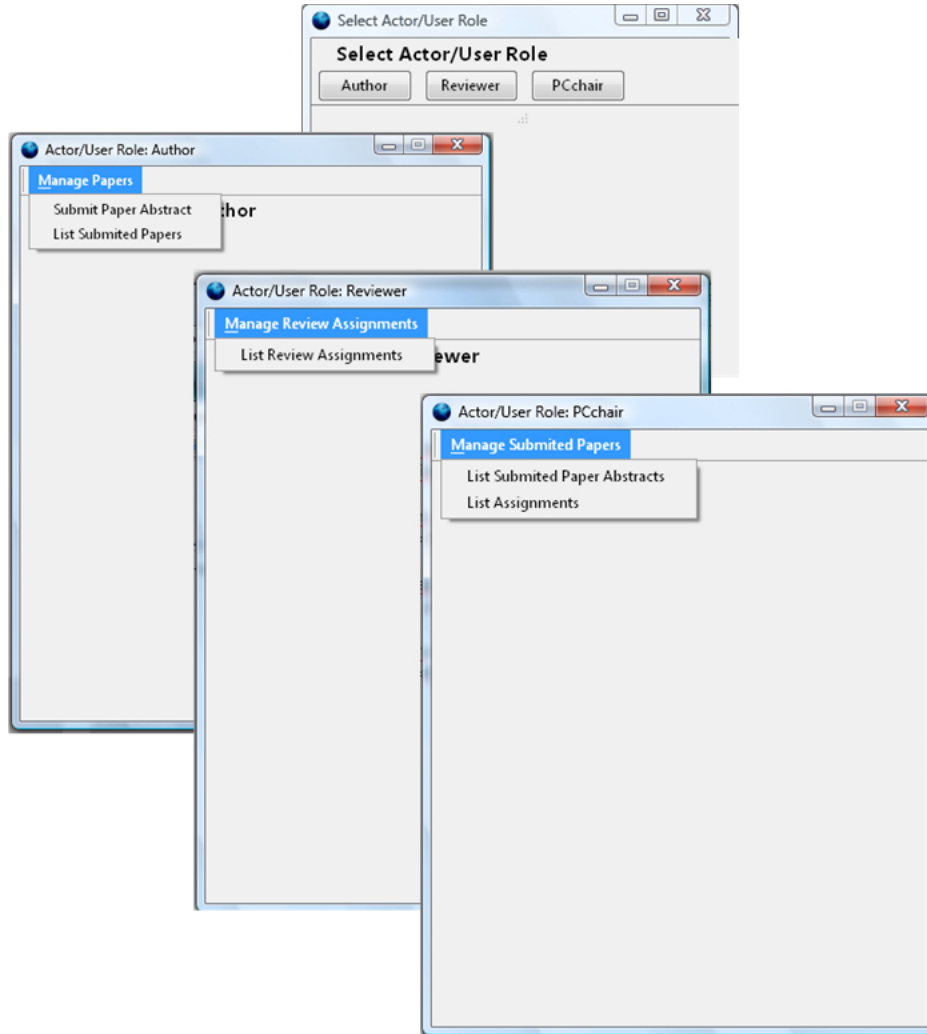 Select Actor/User Role
Select Actor/User Role
Author Reviewer PCchair
Actor/User Role: Author
Manage Papers
Submit Paper Abstract
thor
List Submited Papers
Actor/User Role: Reviewer
Manage Review Assignments
List Review Assignments
ewer
Actor/User Role: PCchair
Manage Submited Papers
List Submited Paper Abstracts
List Assignments